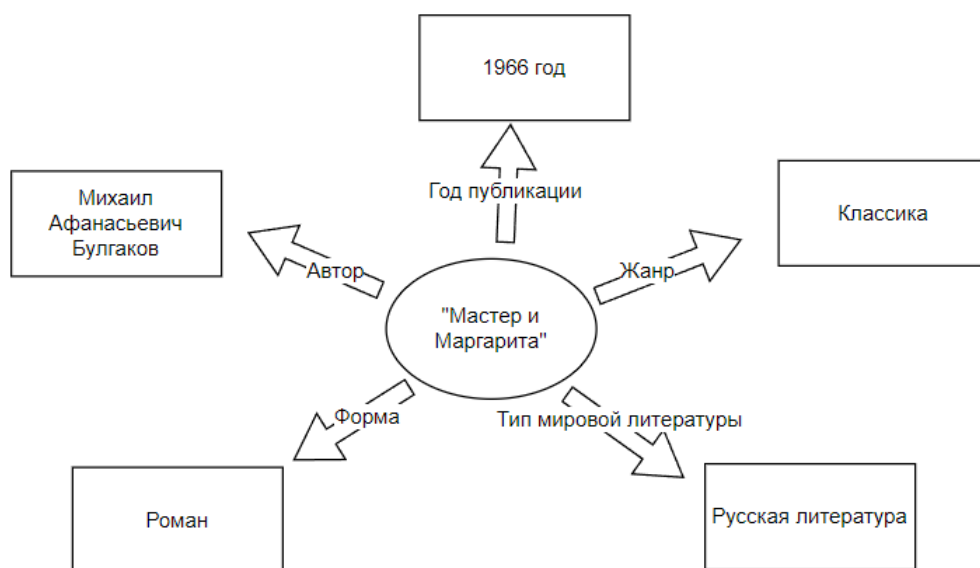 1966 год
Год публикации
Михаил
Афанасьевич
Булгаков
Автор
Классика
Жанр
"Мастер и
Маргарита"
Форма
Тип мировой литературы
Роман
Русская литература